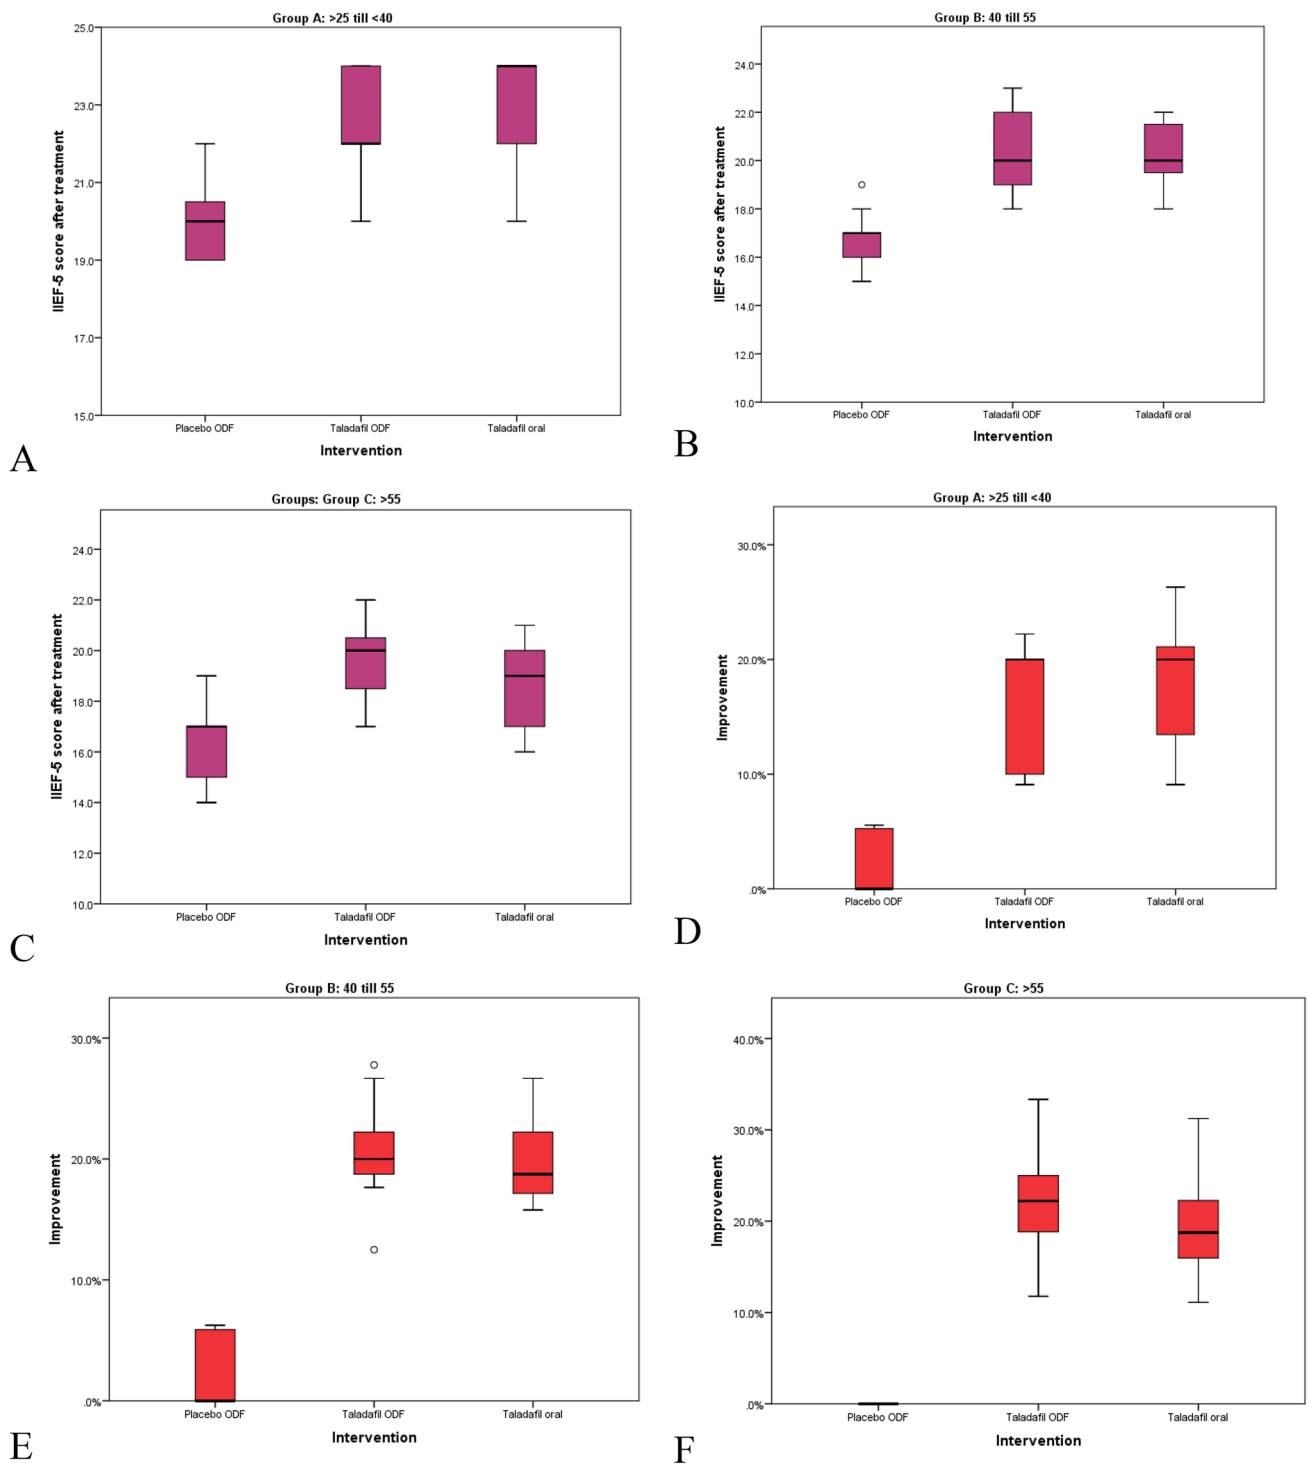 Group A: >25 till <40
25.0
23.0
21.0
19.0
17.0
15.0
IIEF-5 score after treatment
Placebo ODF Taladafil ODF Taladafil oral
Intervention
A
Group B: 40 till 55
24.0
22.0
20.0
18.0
16.0
14.0
12.0
10.0
IIEF-5 score after treatment
Placebo ODF Taladafil ODF Taladafil oral
Intervention
B
Groups: Group C: >55
24.0
22.0
20.0
18.0
16.0
14.0
12.0
10.0
IIEF-5 score after treatment
Placebo ODF Taladafil ODF Taladafil oral
Intervention
C
Group A: >25 till <40
30.0%
20.0%
10.0%
.0%
Improvement
Placebo ODF Taladafil ODF Taladafil oral
Intervention
D
Group B: 40 till 55
30.0%
20.0%
10.0%
.0%
Improvement
Placebo ODF Taladafil ODF Taladafil oral
Intervention
E
Group C: >55
40.0%
30.0%
20.0%
10.0%
.0%
Improvement
Placebo ODF Taladafil ODF Taladafil oral
Intervention
F